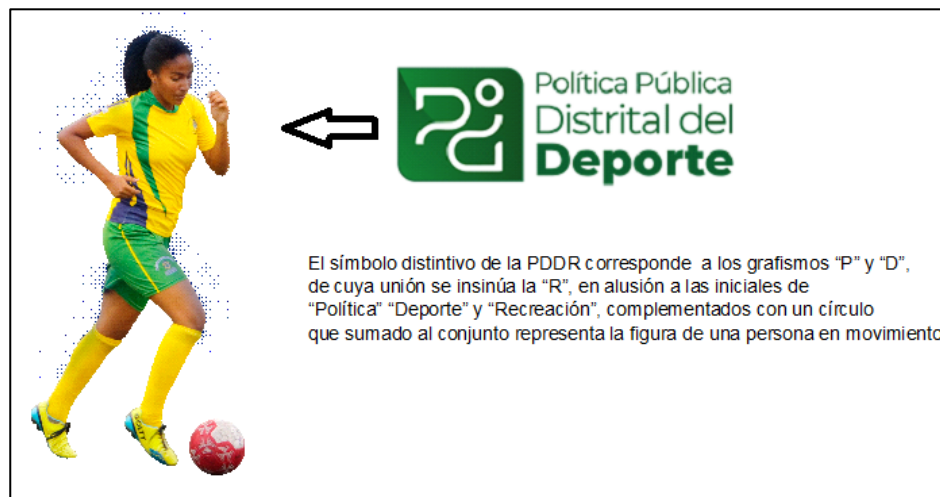 Política Pública
Distrital del
Deporte
El símbolo distintivo de la PDDR corresponde a los grafismos “P” y “D”,
de cuya unión se insinúa la “R”, en alusión a las iniciales de
“Política” “Deporte” y “Recreación”, complementados con un círculo
que sumado al conjunto representa la figura de una persona en movimiento